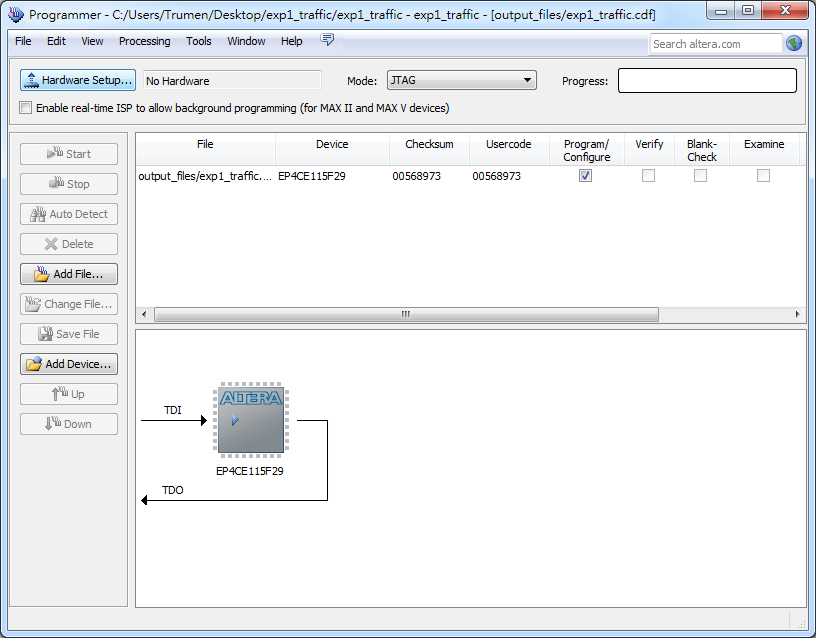 Programmer - C:/Users/Trumen/Desktop/exp1_traffic/exp1_traffic - exp1_traffic - [output_files/exp1_traffic.cdf]
File Edit View Processing Tools Window Help
Search altera.com
Hardware Setup... No Hardware Mode: JTAG Progress:
Enable real-time ISP to allow background programming (for MAX II and MAX V devices)
Start
Stop
Auto Detect
Delete
Add File...
Change File...
Save File
Add Device...
Up
Down
File Device Checksum Usercode Program/ Verify Blank- Examine
Configure Check
output_files/exp1_traffic.... EP4CE115F29 00568973 00568973
ALTERA
TDI
EP4CE115F29
TDO